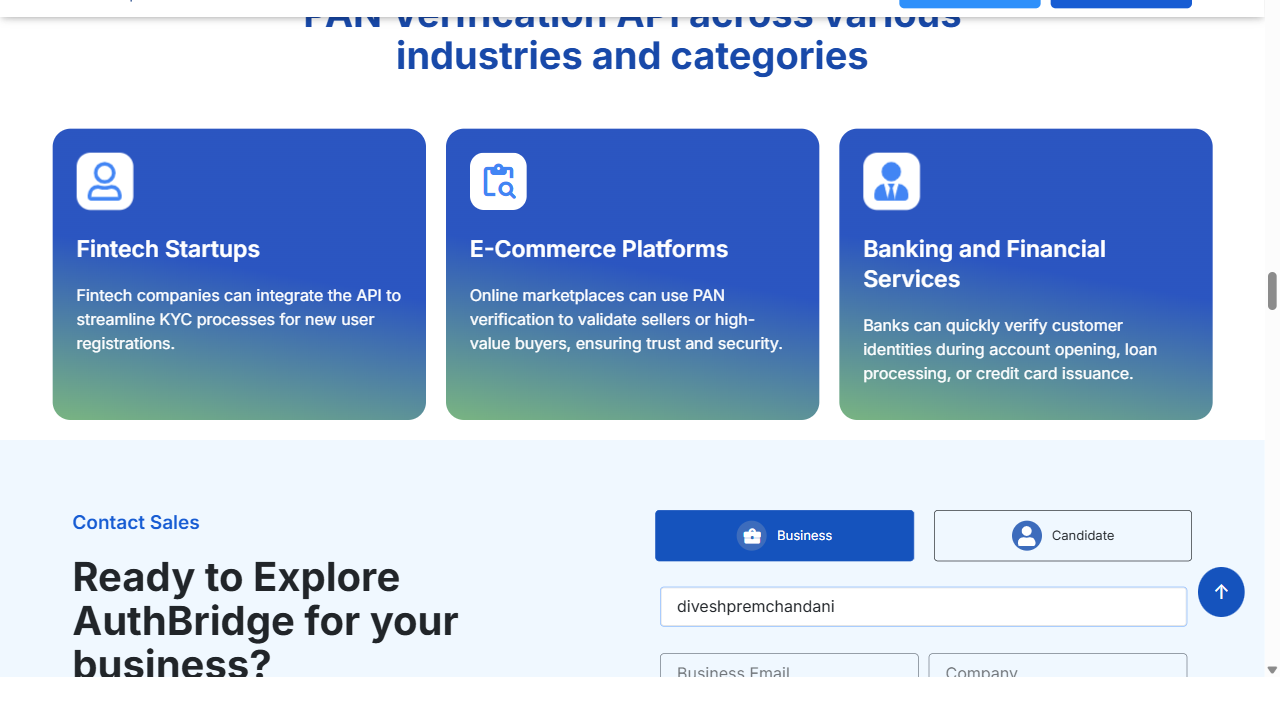 PAN Verification API across various
industries and categories
Fintech Startups
Fintech companies can integrate the API to
streamline KYC processes for new user
registrations.
E-Commerce Platforms
Online marketplaces can use PAN
verification to validate sellers or high-
value buyers, ensuring trust and security.
Banking and Financial
Services
Banks can quickly verify customer
identities during account opening, loan
processing, or credit card issuance.
Contact Sales
Ready to Explore
AuthBridge for your
business?
Business
Candidate
diveshpremchandani
Business Email
Company